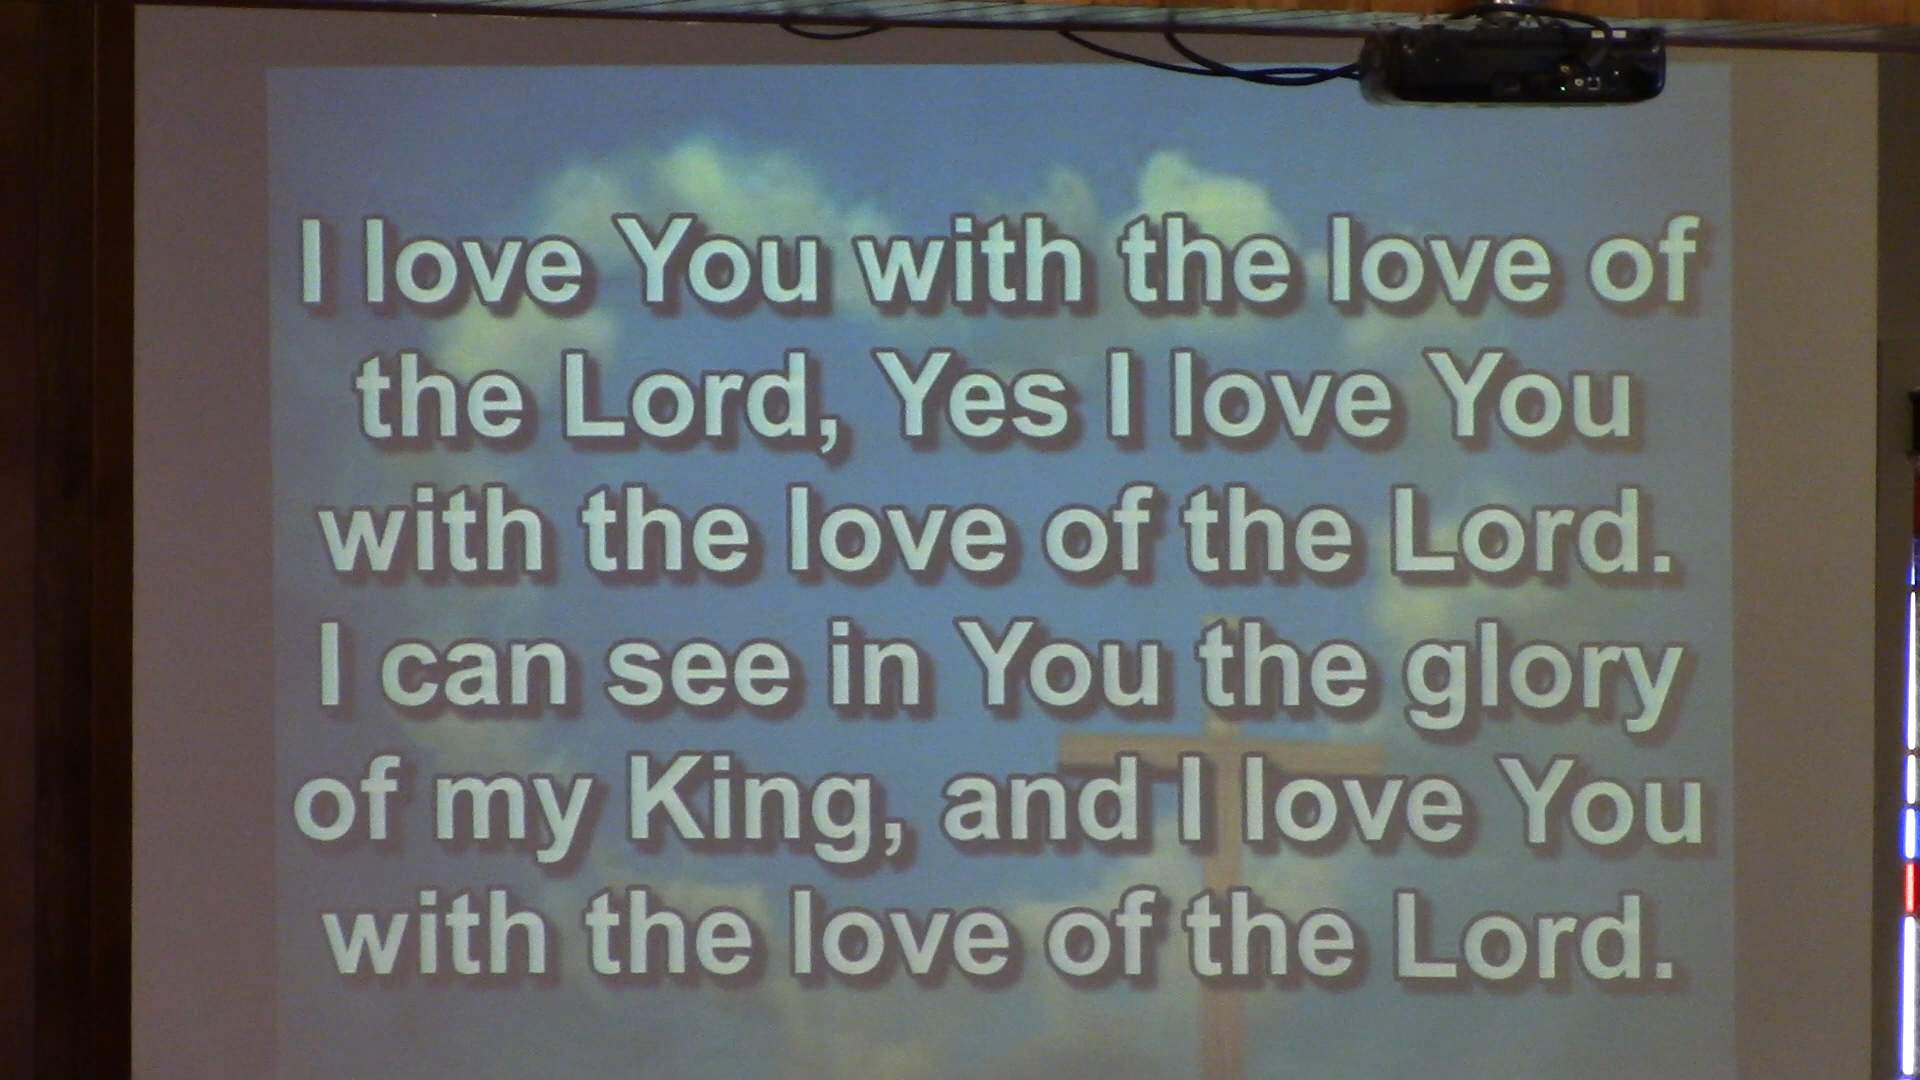 I love You with the love of
the Lord, Yes I love You
with the love of the Lord.
I can see in You the glory
of my King, and I love You
with the love of the Lord.